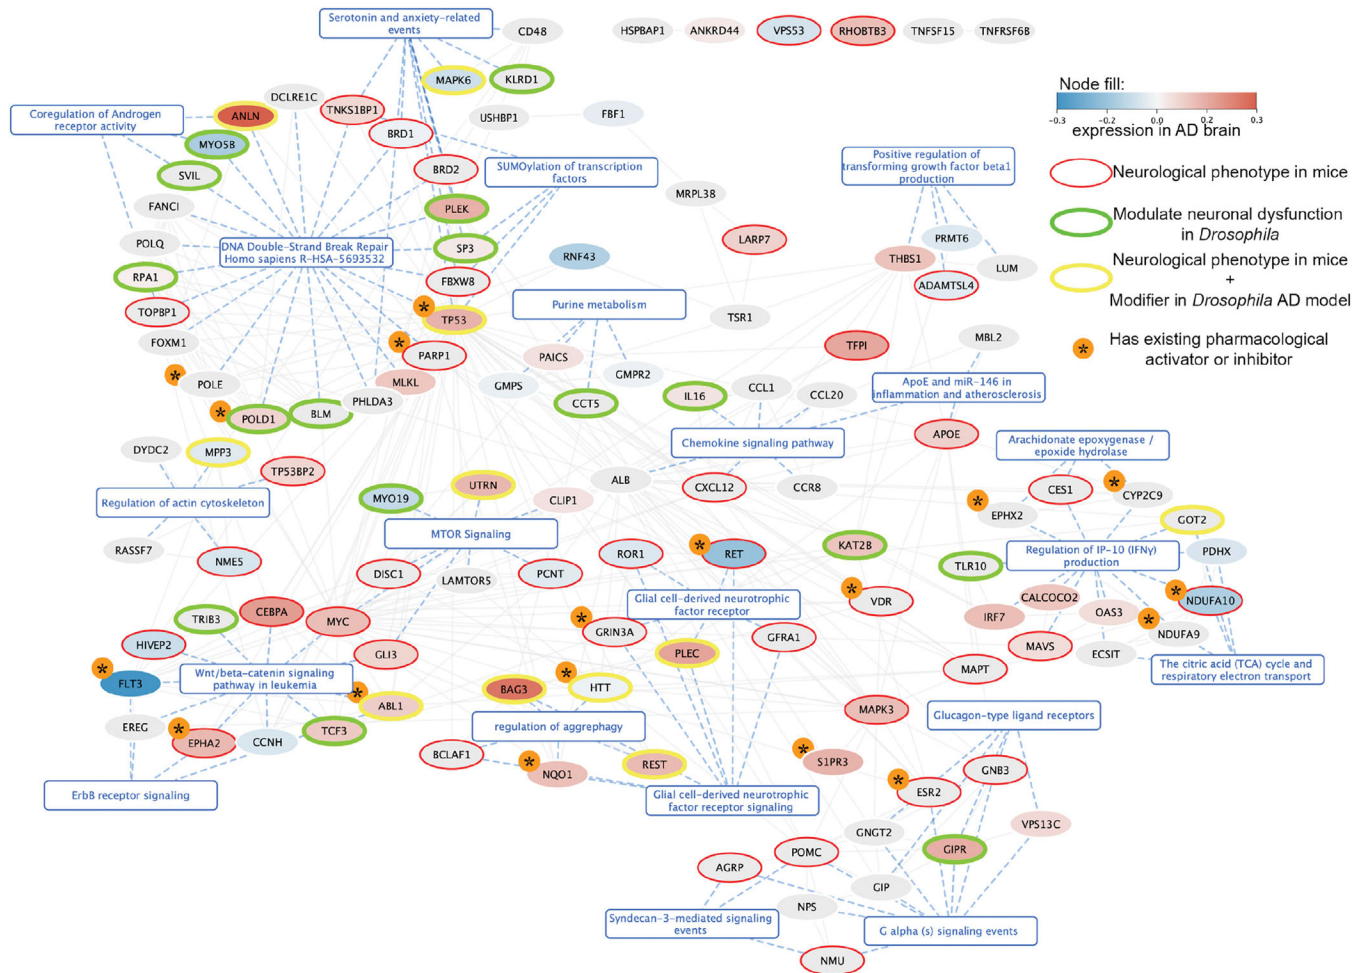 Serotonin and anxiety-related
events
CD48
HSPBAP1
ANKRD44
VPS53
RHOBTB3
TNFSF15
TNFRSF6B
MAPK6
KLRD1
Node fill:
-0.3
-0.2
0.0
0.2
0.3
expression in AD brain
Neurological phenotype in mice
Modulate neuronal dysfunction
in Drosophila
Neurological phenotype in mice
+
Modifier in Drosophila AD model
* Has existing pharmacological
activator or inhibitor
DCLRE1C
TNKS1BP1
Coregulation of Androgen
receptor activity
ANLN
BRD1
USHBP1
FBF1
MYO5B
SVIL
BRD2
SUMOylation of transcription
factors
Positive regulation of
transforming growth factor beta1
production
MRPL38
FANCI
PLEK
POLQ
DNA Double-Strand Break Repair
Homo sapiens R-HSA-5693532
SP3
RNF43
LARP7
PRMT6
THBS1
LUM
ADAMTSL4
RPA1
FBXW8
TOPBP1
* TP53
Purine metabolism
TSR1
FOXM1
* PARP1
PAICS
TFPI
MBL2
* POLE
MLKL
GMPS
GMPR2
PHLDA3
CCT5
IL16
CCL1
CCL20
ApoE and miR-146 in
inflammation and atherosclerosis
* POLD1
BLM
DYDC2
MPP3
Chemokine signaling pathway
APOE
Arachidonate epoxygenase /
epoxide hydrolase
TP53BP2
ALB
CXCL12
CCR8
CES1
* CYP2C9
Regulation of actin cytoskeleton
MYO19
UTRN
CLIP1
* EPHX2
GOT2
MTOR Signaling
RASSF7
NME5
ROR1
* RET
KAT2B
TLR10
Regulation of IP-10 (IFNγ)
production
PDHX
DISC1
LAMTOR5
PCNT
Glial cell-derived neurotrophic
factor receptor
* VDR
CALCOCO2
* NDUFA10
IRF7
OAS3
TRIB3
CEBPA
MYC
* GRIN3A
GFRA1
* NDUFA9
HIVEP2
GLI3
PLEC
MAVS
ECSIT
MAPT
The citric acid (TCA) cycle and
respiratory electron transport
* FLT3
Wnt/beta-catenin signaling
pathway in leukemia
* ABL1
BAG3
* HTT
MAPK3
Glucagon-type ligand receptors
EREG
* EPHA2
CCNH
TCF3
regulation of aggrephagy
BCLAF1
* NQO1
REST
* S1PR3
* ESR2
GNB3
ErbB receptor signaling
Glial cell-derived neurotrophic
factor receptor signaling
VPS13C
GNGT2
POMC
GIPR
AGRP
GIP
NPS
Syndecan-3-mediated signaling
events
G alpha (s) signaling events
NMU